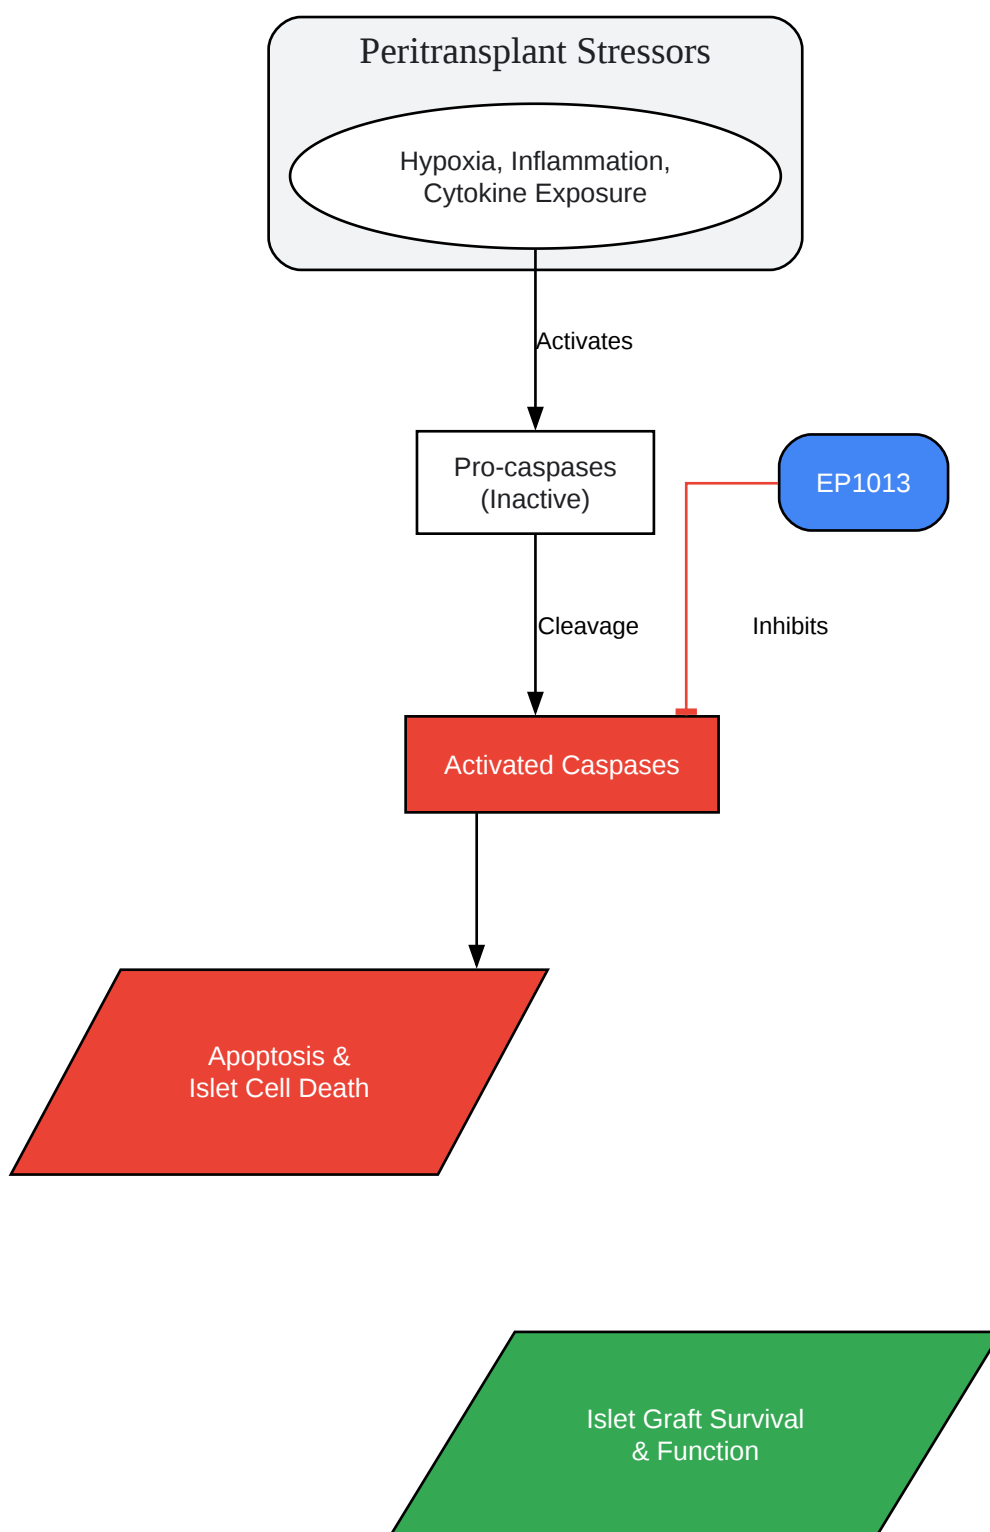 Peritransplant Stressors
Hypoxia, Inflammation,
Cytokine Exposure
Activates
Pro-caspases
(Inactive)
EP1013
Cleavage
Inhibits
Activated Caspases
Apoptosis &
Islet Cell Death
Islet Graft Survival
& Function